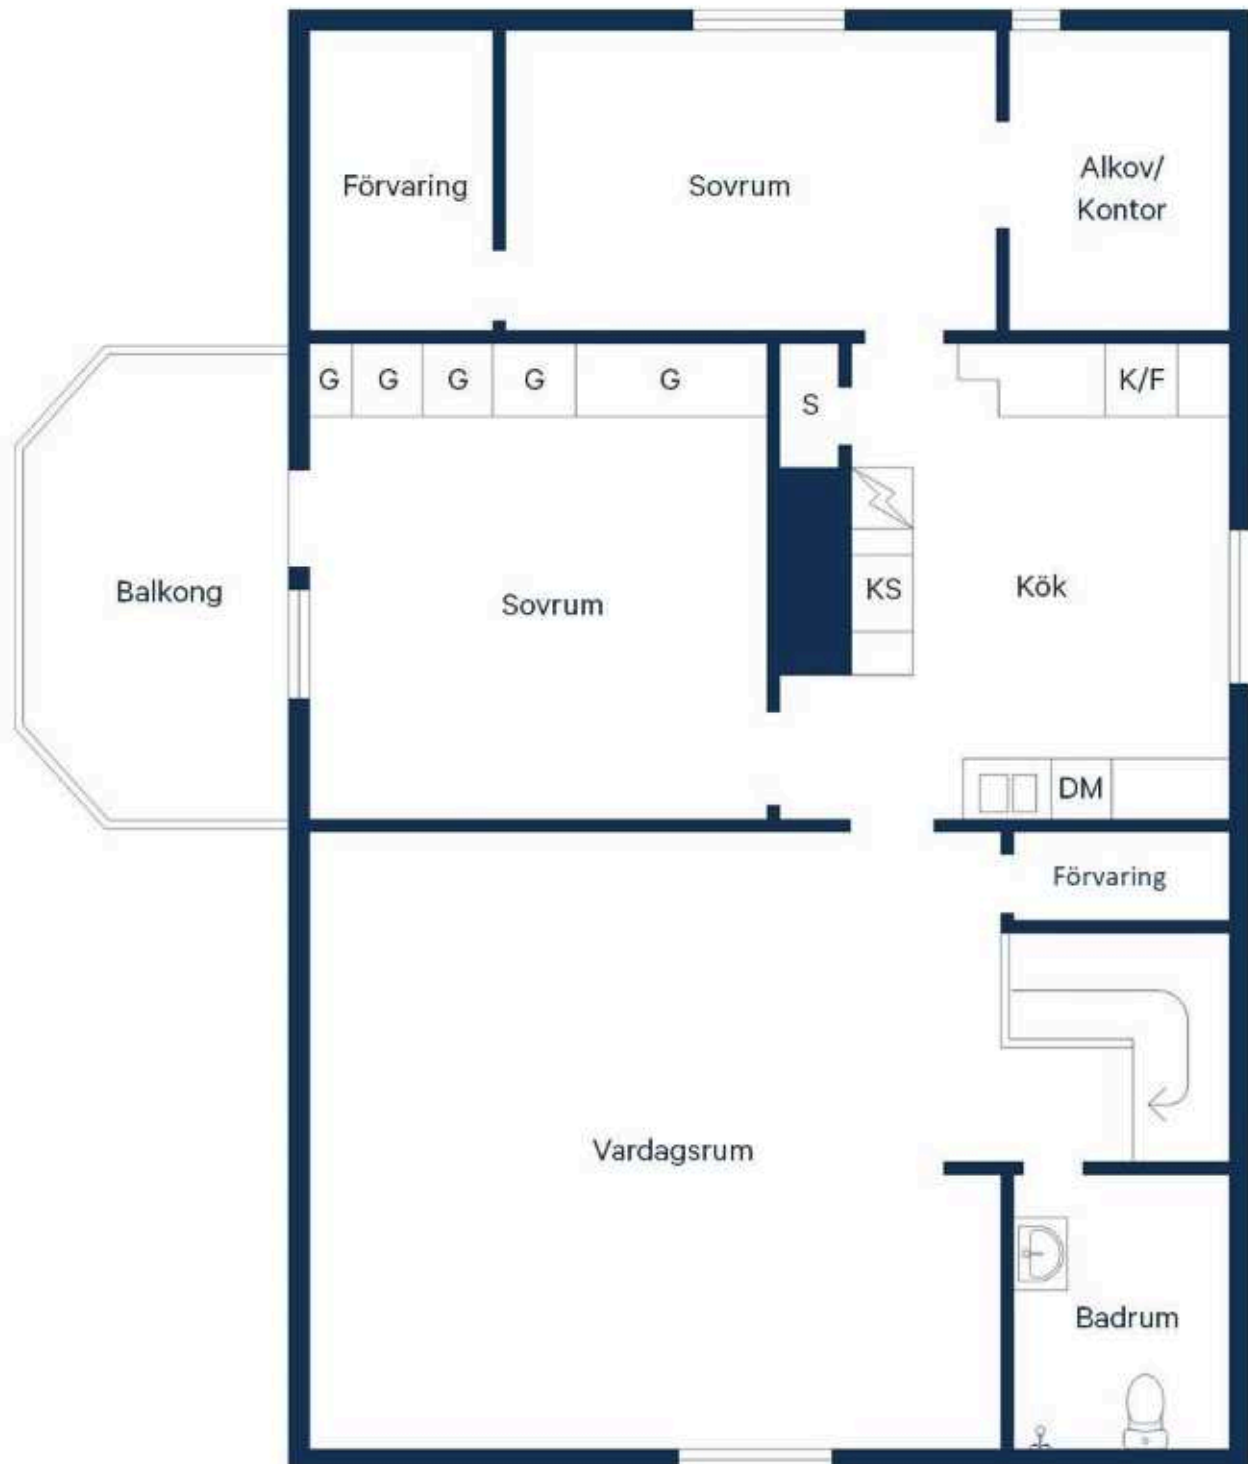 Förvaring
Sovrum
Alkov/
Kontor
G
G
G
G
G
S
K/F
Balkong
Sovrum
KS
Kök
DM
Förvaring
Vardagsrum
Badrum